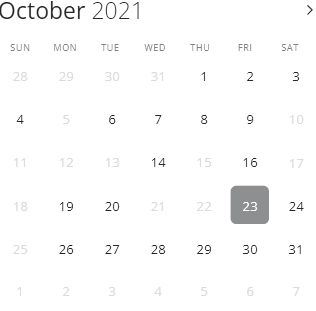 October 2021
SUN MON TUE WED THU FRI SAT
28 29 30 31 1 2 3
4 5 6 7 8 9 10
11 12 13 14 15 16 17
18 19 20 21 22 23 24
25 26 27 28 29 30 31
1 2 3 4 5 6 7